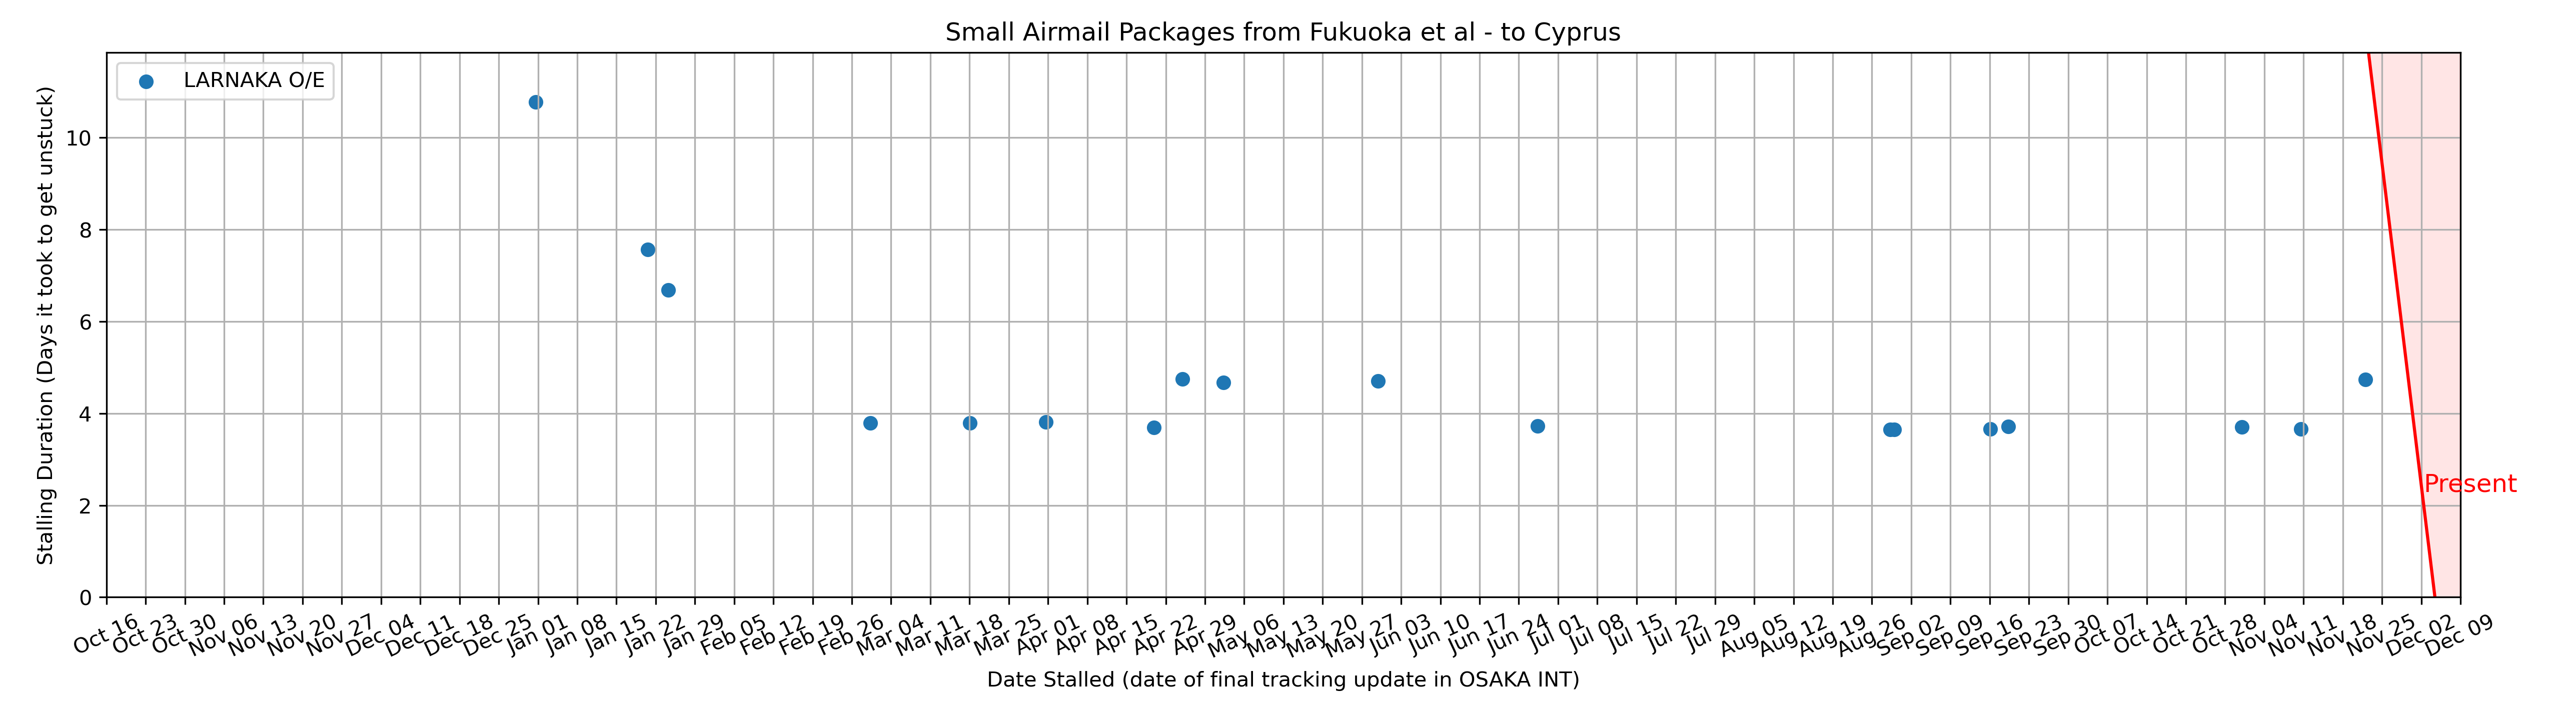 Small Airmail Packages from Fukuoka et al - to Cyprus
LARNAKA O/E
Stalling Duration (Days it took to get unstuck)
10
8
6
4
2
0
Present
Oct 16 Oct 23 Oct 30 Nov 06 Nov 13 Nov 20 Nov 27 Dec 04 Dec 11 Dec 18 Dec 25 Jan 01 Jan 08 Jan 15 Jan 22 Jan 29 Feb 05 Feb 12 Feb 19 Feb 26 Mar 04 Mar 11 Mar 18 Mar 25 Apr 01 Apr 08 Apr 15 Apr 22 Apr 29 May 06 May 13 May 20 May 27 Jun 03 Jun 10 Jun 17 Jun 24 Jul 01 Jul 08 Jul 15 Jul 22 Jul 29 Aug 05 Aug 12 Aug 19 Aug 26 Sep 02 Sep 09 Sep 16 Sep 23 Sep 30 Oct 07 Oct 14 Oct 21 Oct 28 Nov 04 Nov 11 Nov 18 Nov 25 Dec 02 Dec 09
Date Stalled (date of final tracking update in OSAKA INT)